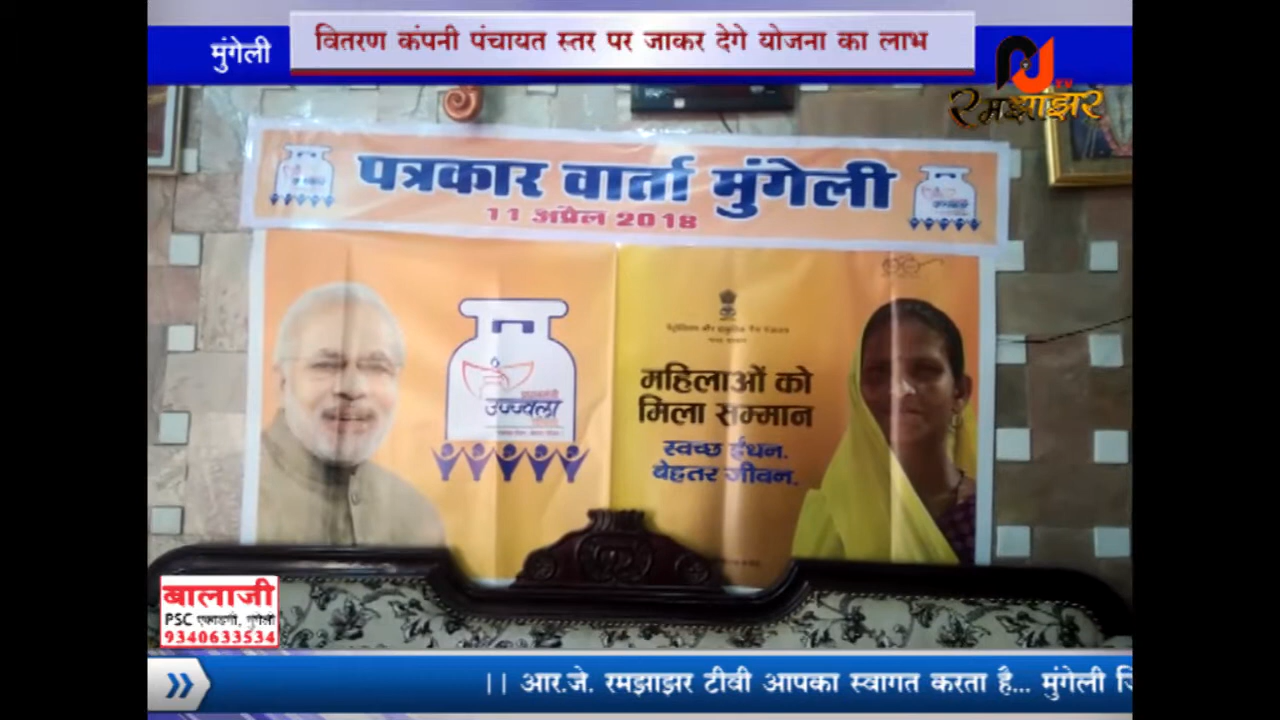 वितरण कंपनी पंचायत स्तर पर जाकर देगे योजना का लाभ
मुंगेली
TV
रमझाझर
पत्रकार वार्ता मुंगेली
11 अप्रेल 2018
उज्ज्वला
महिलाओं को
मिला सम्मान
स्वच्छ ईंधन.
बेहतर जीवन.
बालाजी
PSC एकाडमी, मुंगेली
9340633534
|| आर.जे. रमझाझर टीवी आपका स्वागत करता है... मुंगेली